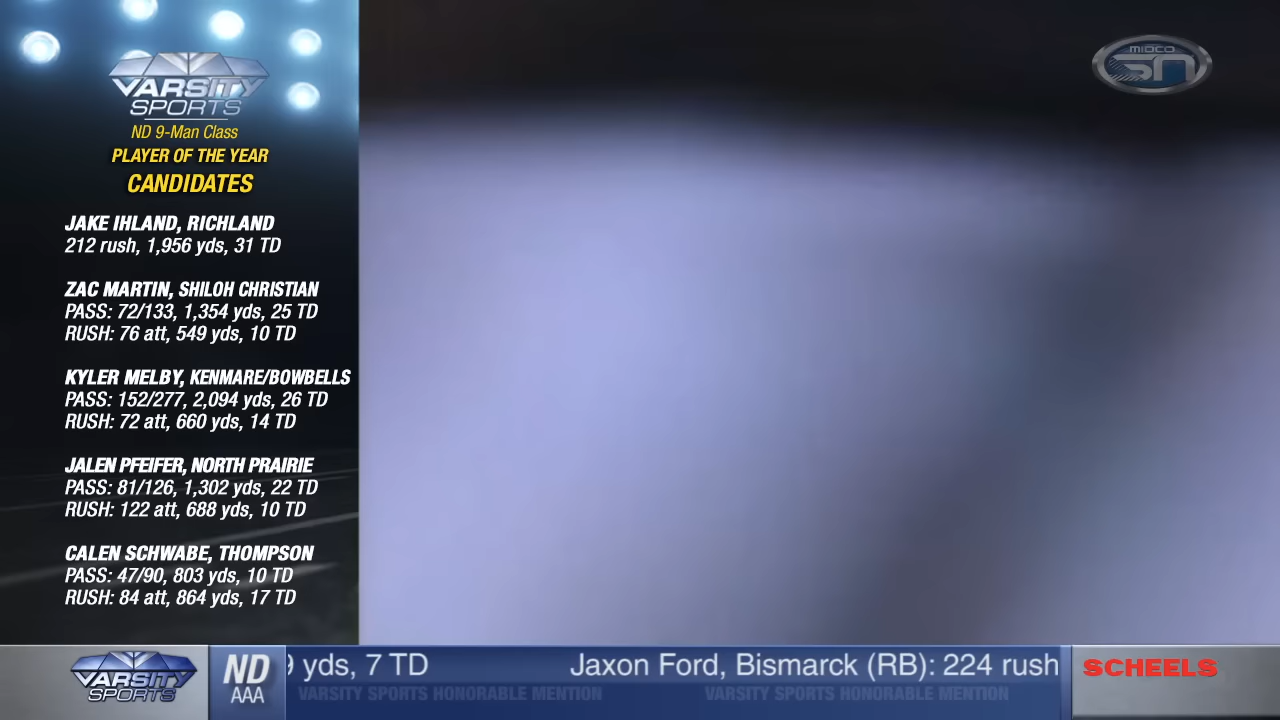 VARSITY
SPORTS
ND 9-Man Class
PLAYER OF THE YEAR
CANDIDATES
JAKE IHLAND, RICHLAND
212 rush, 1,956 yds, 31 TD
ZAC MARTIN, SHILOH CHRISTIAN
PASS: 72/133, 1,354 yds, 25 TD
RUSH: 76 att, 549 yds, 10 TD
KYLER MELBY, KENMARE/BOWBELLS
PASS: 152/277, 2,094 yds, 26 TD
RUSH: 72 att, 660 yds, 14 TD
JALEN PFEIFER, NORTH PRAIRIE
PASS: 81/126, 1,302 yds, 22 TD
RUSH: 122 att, 688 yds, 10 TD
CALEN SCHWABE, THOMPSON
PASS: 47/90, 803 yds, 10 TD
RUSH: 84 att, 864 yds, 17 TD
MIDCO
SN
VARSITY
SPORTS
ND
AAA
9 yds, 7 TD Jaxon Ford, Bismarck (RB): 224 rush
VARSITY SPORTS HONORABLE MENTION VARSITY SPORTS HONORABLE MENTION
SCHEELS